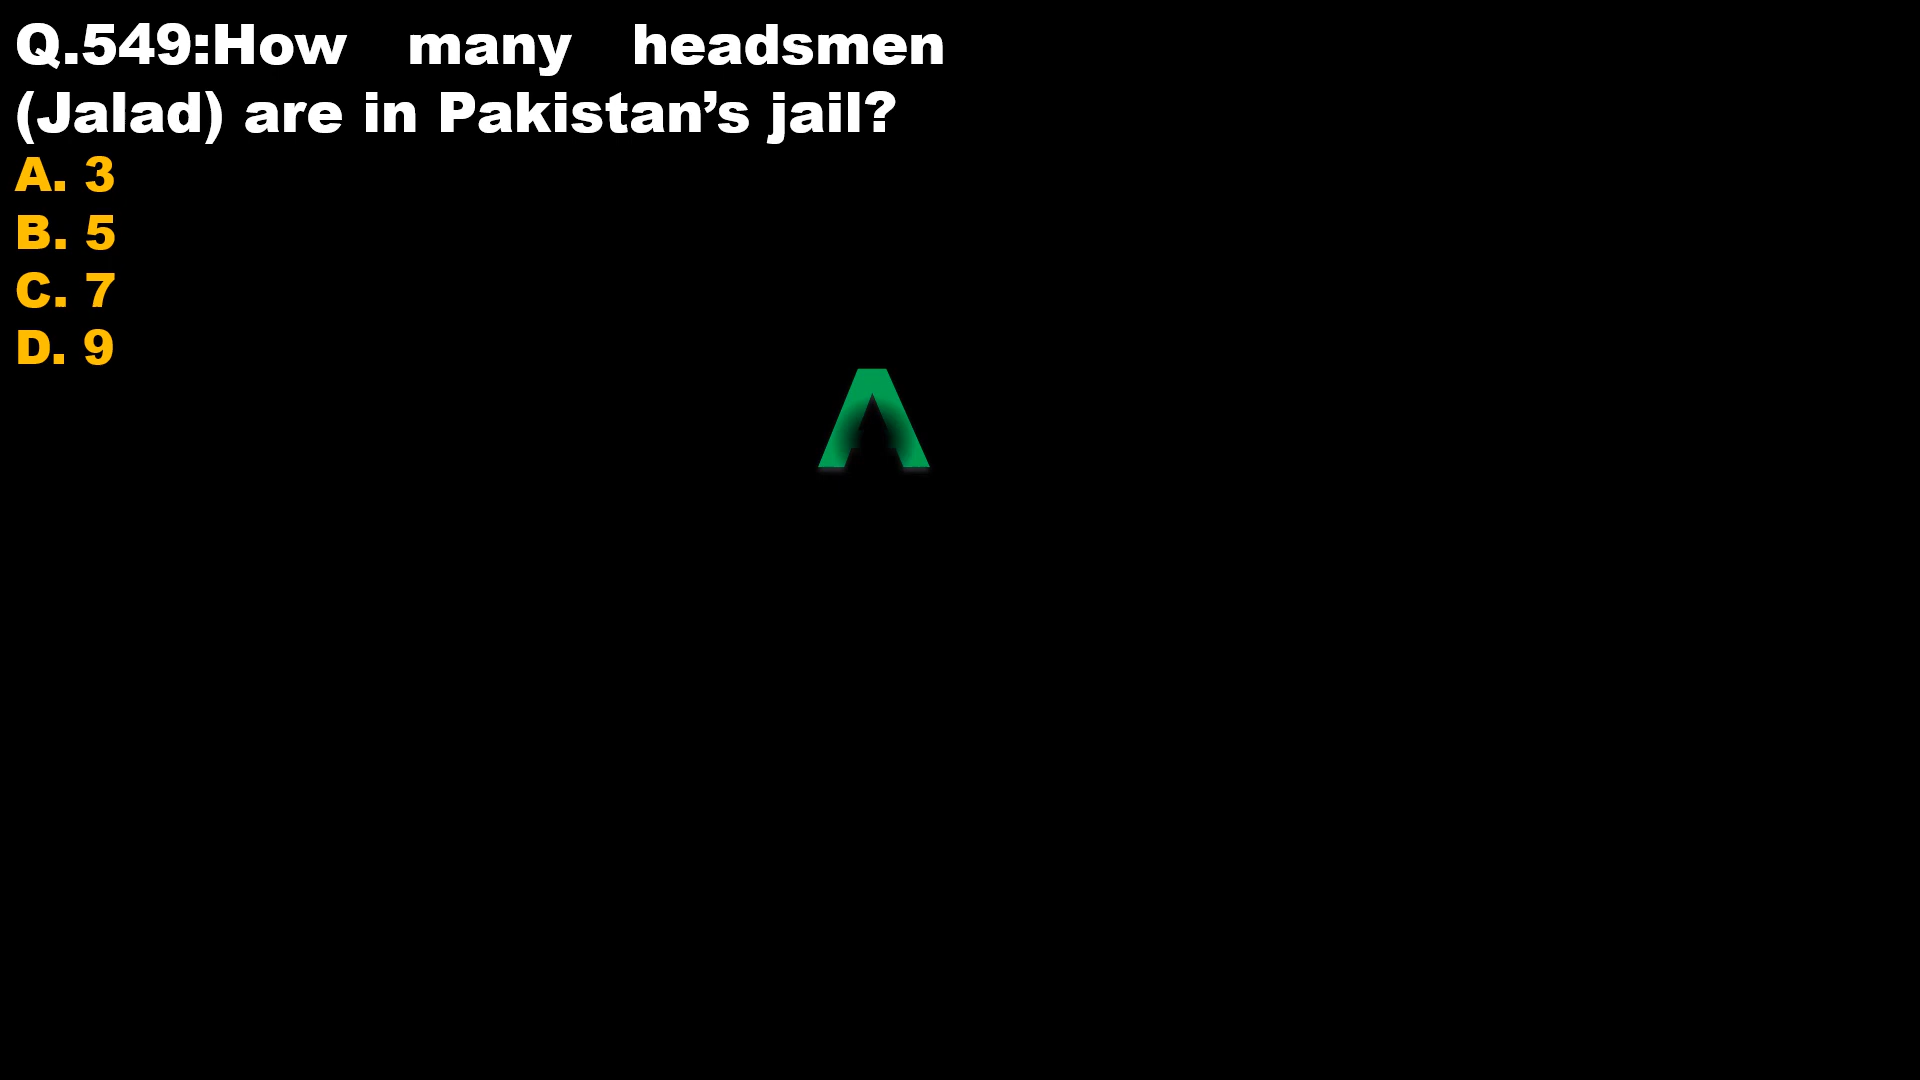 Q.549:How many headsmen
(Jalad) are in Pakistan’s jail?
A. 3
B. 5
C. 7
D. 9